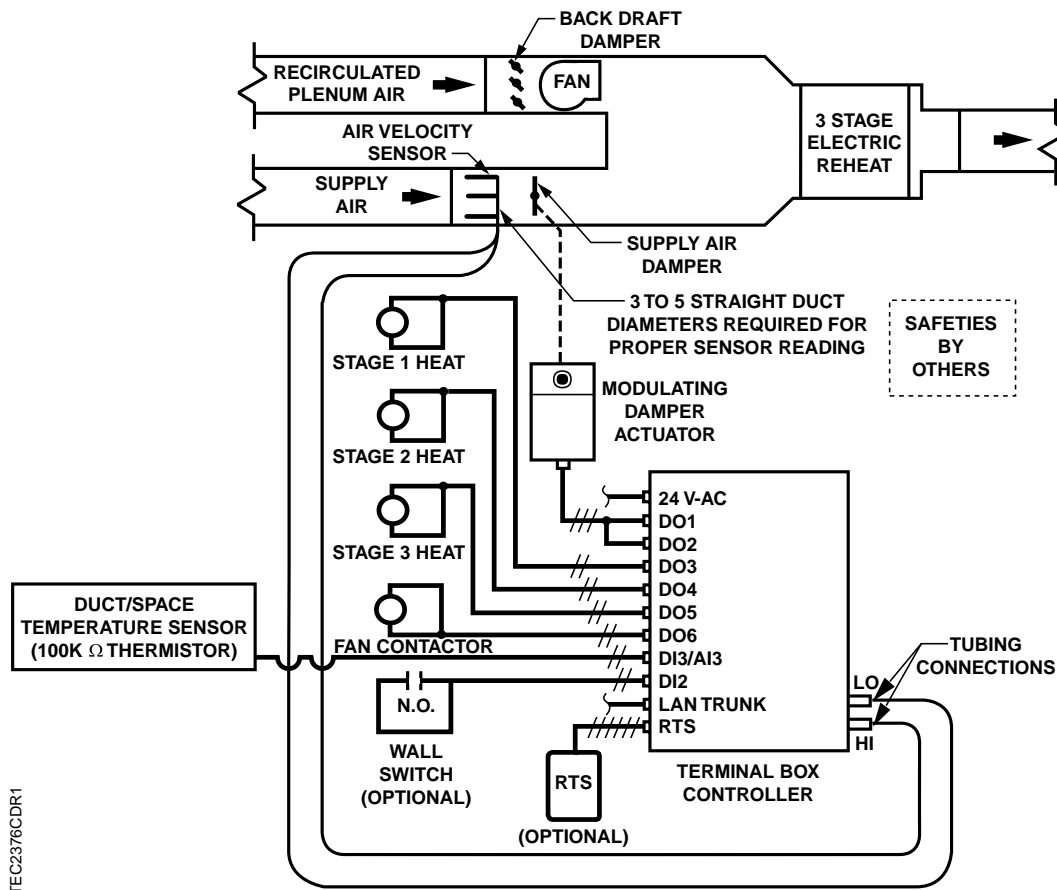 BACK DRAFT
DAMPER
RECIRCULATED
PLENUM AIR
FAN
AIR VELOCITY
SENSOR
3 STAGE
ELECTRIC
REHEAT
SUPPLY
AIR
SUPPLY AIR
DAMPER
3 TO 5 STRAIGHT DUCT
DIAMETERS REQUIRED FOR
PROPER SENSOR READING
SAFETIES
BY
OTHERS
STAGE 1 HEAT
MODULATING
DAMPER
ACTUATOR
STAGE 2 HEAT
STAGE 3 HEAT
24 V-AC
DO1
DO2
DO3
DO4
DO5
DO6
DI3/AI3
DI2
LAN TRUNK
RTS
DUCT/SPACE
TEMPERATURE SENSOR
(100K Ω THERMISTOR)
FAN CONTACTOR
TUBING
CONNECTIONS
LO
HI
N.O.
WALL
SWITCH
(OPTIONAL)
RTS
(OPTIONAL)
TERMINAL BOX
CONTROLLER
TEC2376CDR1